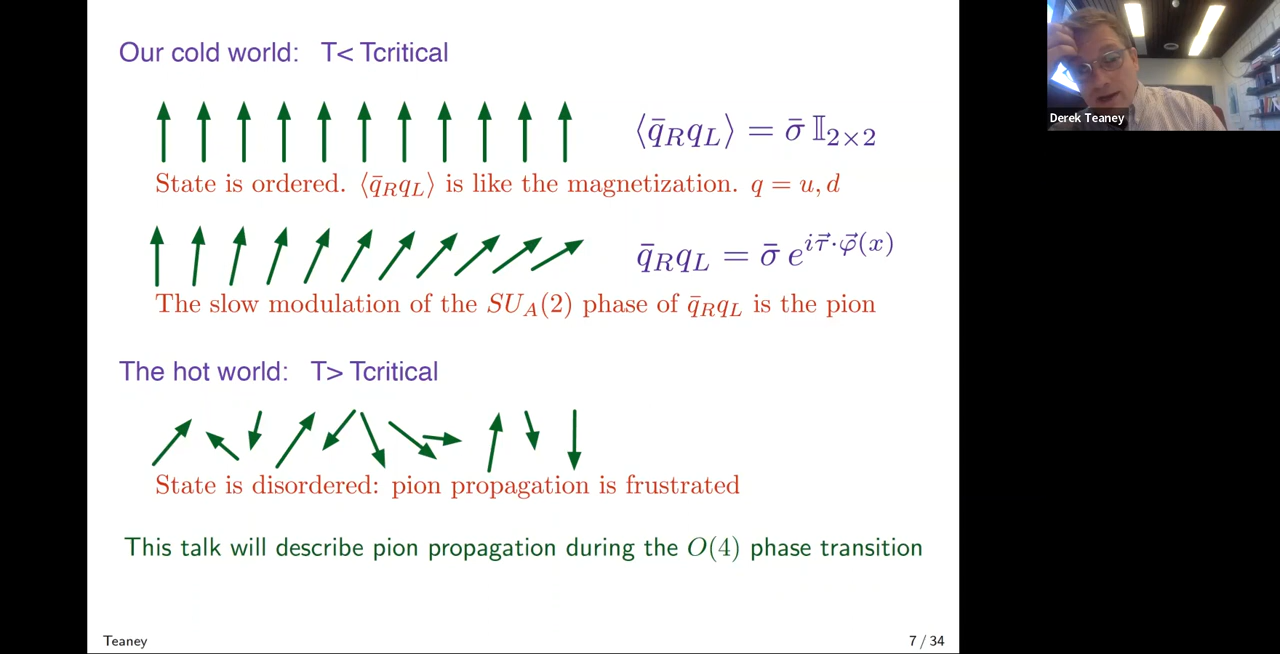 Our cold world: T< Tcritical
⟨q̄_R q_L⟩ = σ̄ 𝕀_{2×2}
State is ordered. ⟨q̄_R q_L⟩ is like the magnetization. q = u, d
q̄_R q_L = σ̄ e^{iτ⃗·φ⃗(x)}
The slow modulation of the SU_A(2) phase of q̄_R q_L is the pion
The hot world: T> Tcritical
State is disordered: pion propagation is frustrated
This talk will describe pion propagation during the O(4) phase transition
Teaney
7 / 34
Derek Teaney